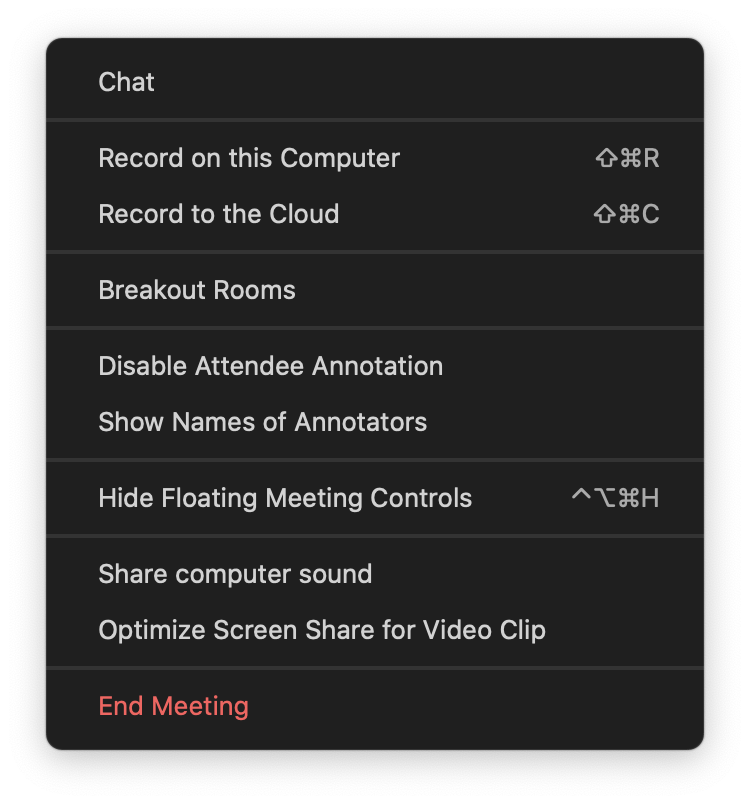 Chat
Record on this Computer ⇧⌘R
Record to the Cloud ⇧⌘C
Breakout Rooms
Disable Attendee Annotation
Show Names of Annotators
Hide Floating Meeting Controls ^⌥⌘H
Share computer sound
Optimize Screen Share for Video Clip
End Meeting